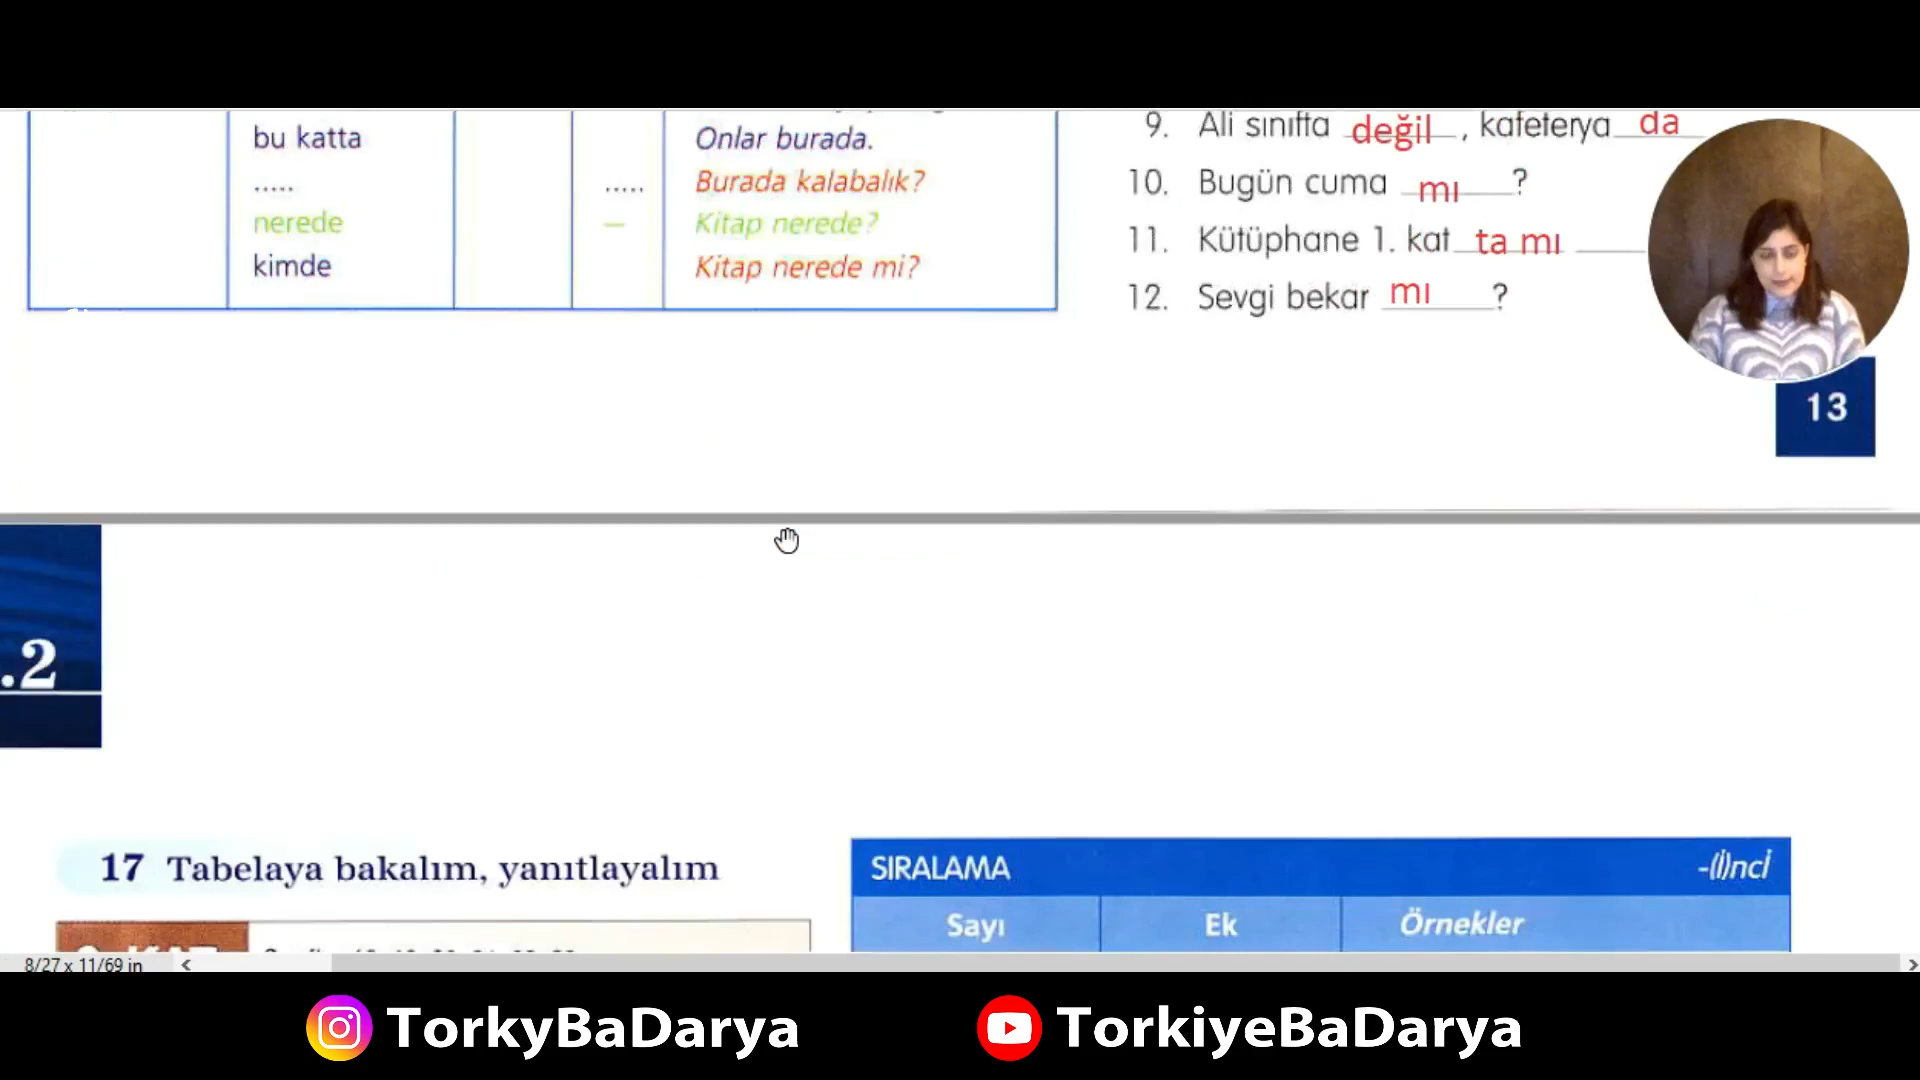 bu katta
.....
nerede
kimde
.....
–
Onlar burada.
Burada kalabalık?
Kitap nerede?
Kitap nerede mi?
9. Ali sınıfta değil , kafeterya da
10. Bugün cuma mı ?
11. Kütüphane 1. kat ta mı
12. Sevgi bekar mı ?
13
.2
17 Tabelaya bakalım, yanıtlayalım
SIRALAMA -(İ)ncİ
Sayı Ek Örnekler
8/27 x 11/69 in
TorkyBaDarya
TorkiyeBaDarya